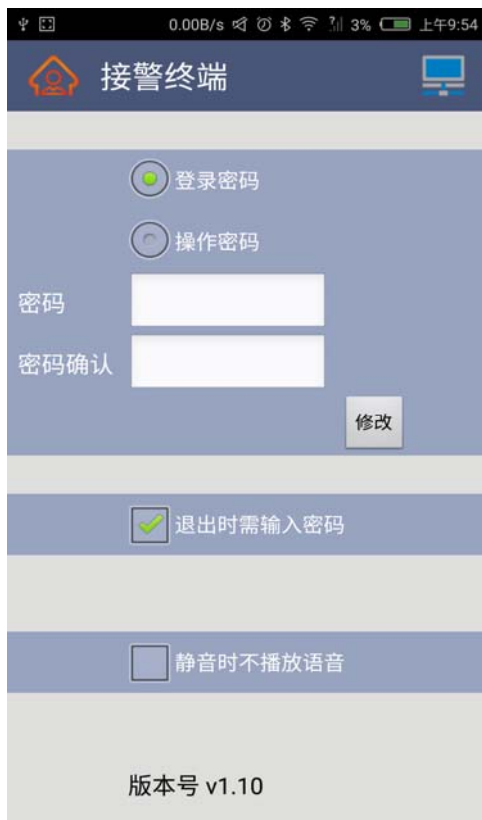 0.00B/s 3% 上午9:54
接警终端
登录密码
操作密码
密码
密码确认
修改
退出时需输入密码
静音时不播放语音
版本号 v1.10